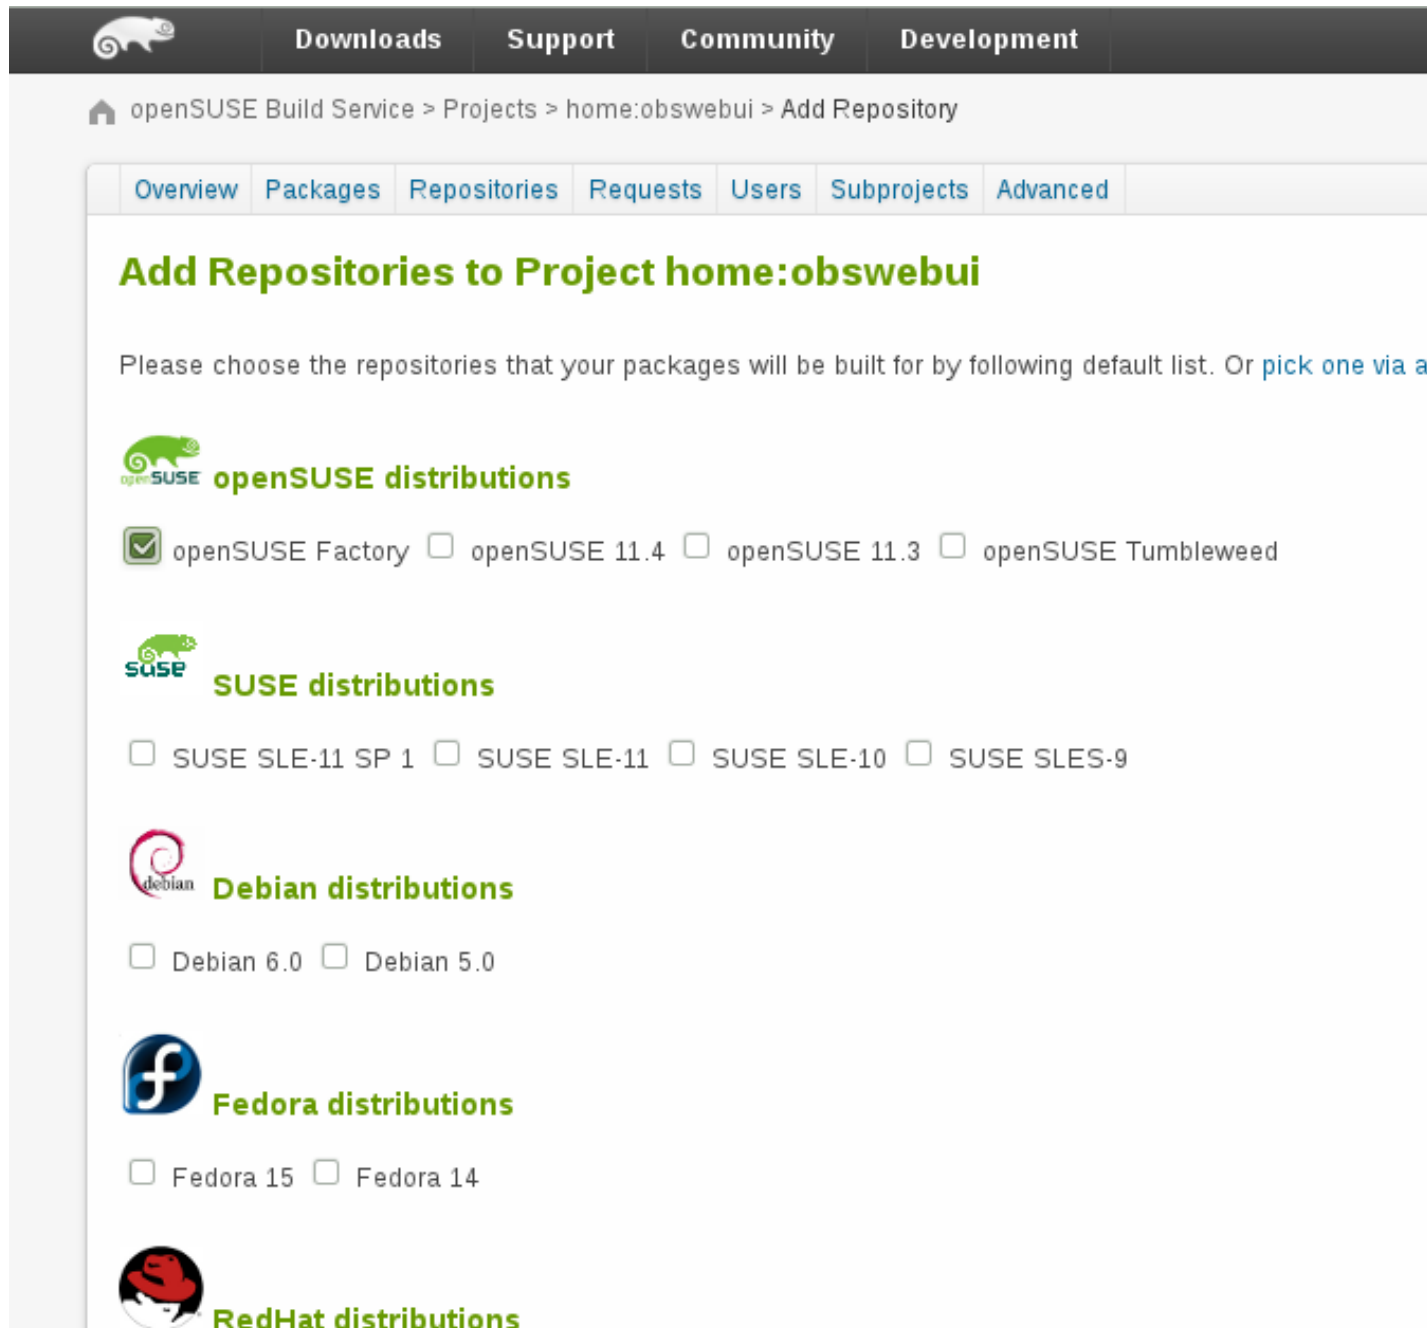 Downloads Support Community Development
openSUSE Build Service > Projects > home:obswebui > Add Repository
Overview Packages Repositories Requests Users Subprojects Advanced
Add Repositories to Project home:obswebui
Please choose the repositories that your packages will be built for by following default list. Or pick one via a
openSUSE
openSUSE distributions
openSUSE Factory openSUSE 11.4 openSUSE 11.3 openSUSE Tumbleweed
suse
SUSE distributions
SUSE SLE-11 SP 1 SUSE SLE-11 SUSE SLE-10 SUSE SLES-9
debian
Debian distributions
Debian 6.0 Debian 5.0
Fedora distributions
Fedora 15 Fedora 14
RedHat distributions